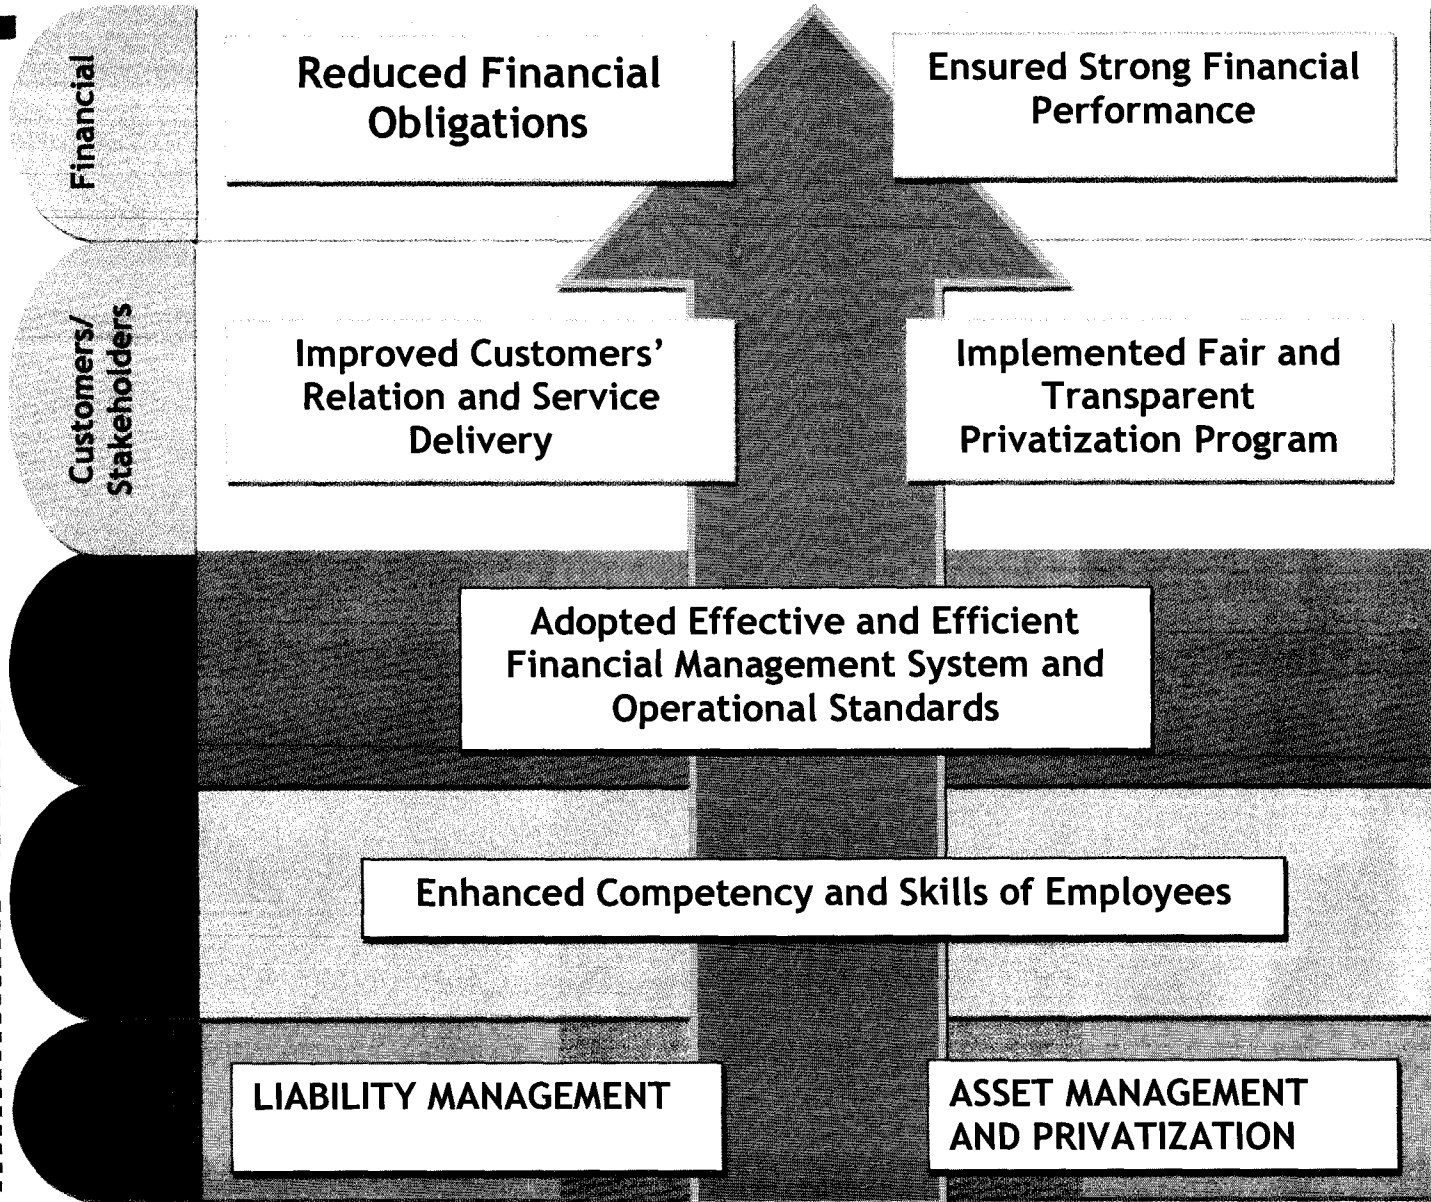 Financial
Reduced Financial
Obligations
Ensured Strong Financial
Performance
Customers/
Stakeholders
Improved Customers’
Relation and Service
Delivery
Implemented Fair and
Transparent
Privatization Program
Adopted Effective and Efficient
Financial Management System and
Operational Standards
Enhanced Competency and Skills of Employees
LIABILITY MANAGEMENT
ASSET MANAGEMENT
AND PRIVATIZATION